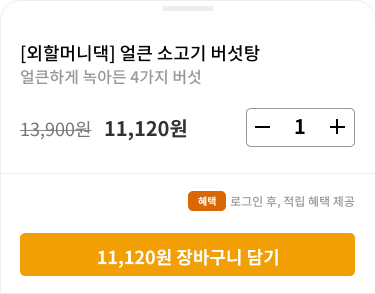 [외할머니댁] 얼큰 소고기 버섯탕
얼큰하게 녹아든 4가지 버섯
13,900원 11,120원 − 1 +
혜택 로그인 후, 적립 혜택 제공
11,120원 장바구니 담기